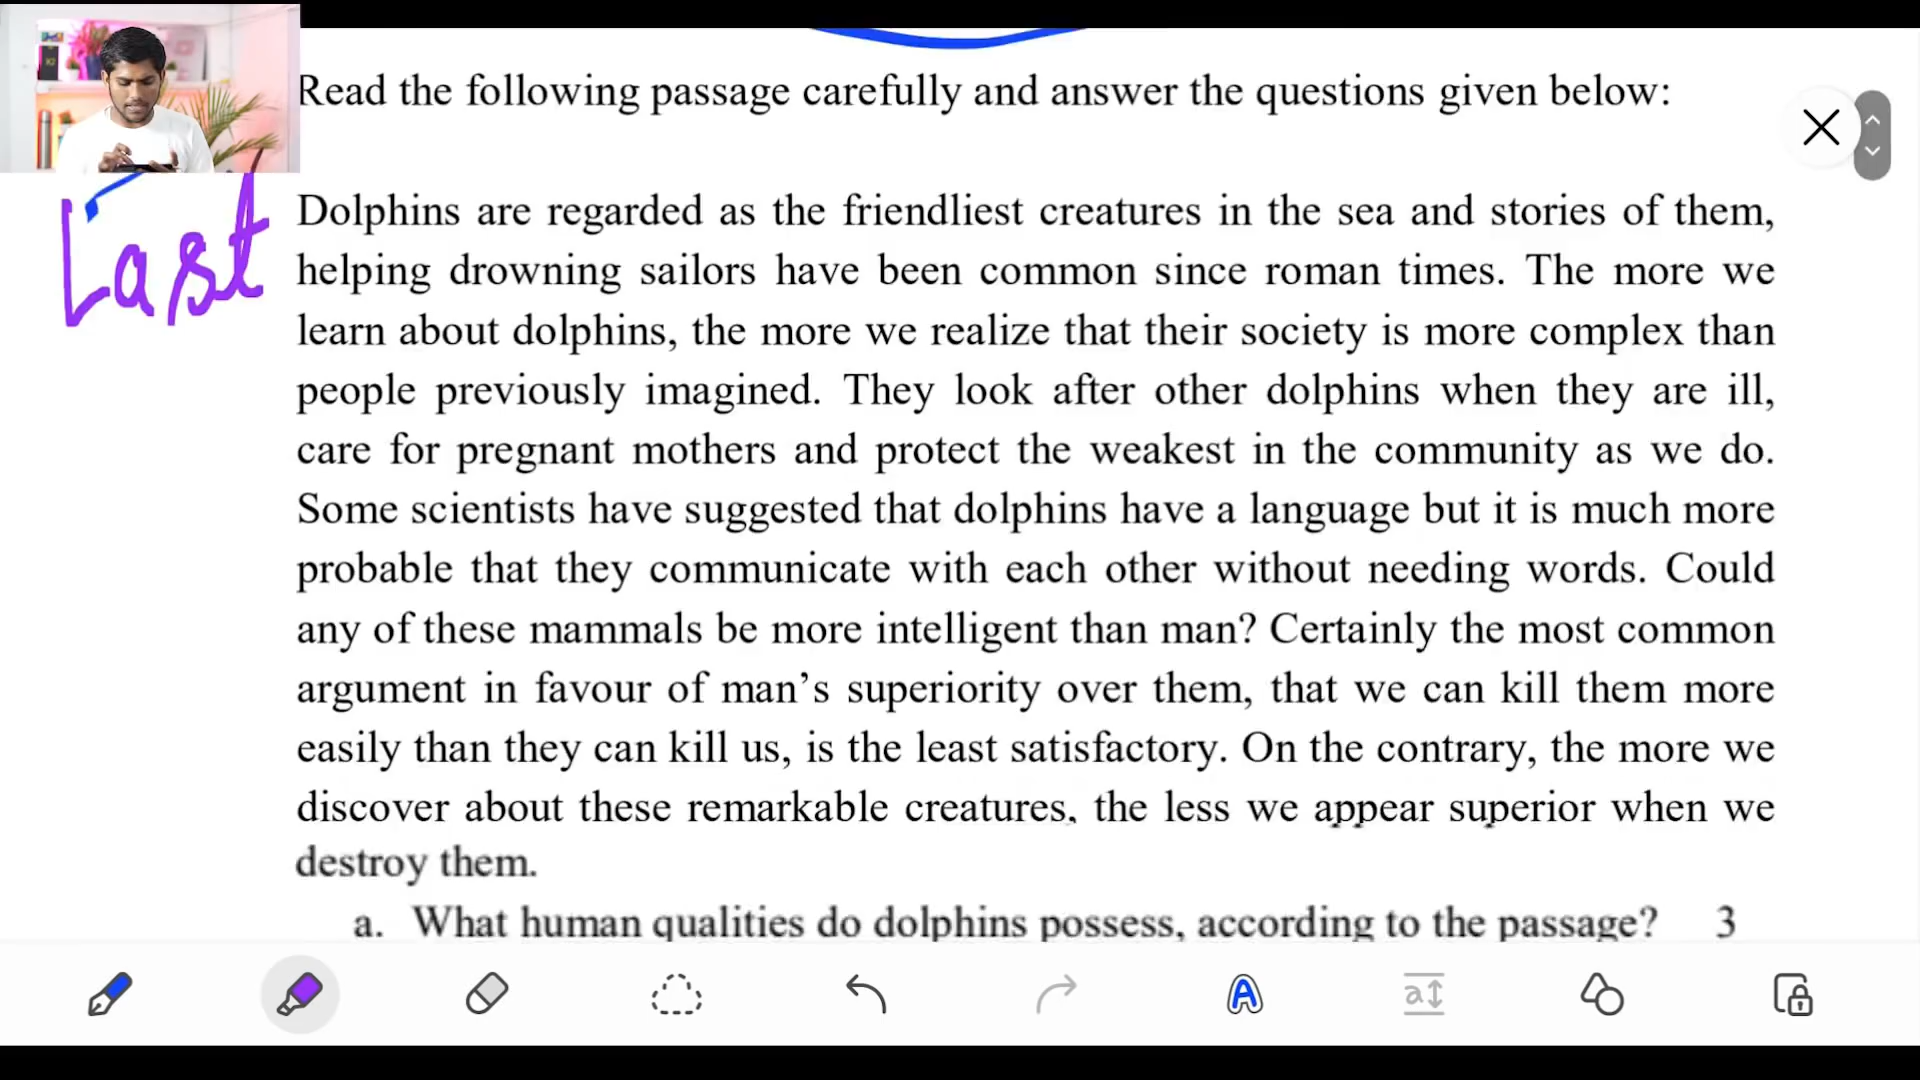 Read the following passage carefully and answer the questions given below:
Last
Dolphins are regarded as the friendliest creatures in the sea and stories of them,
helping drowning sailors have been common since roman times. The more we
learn about dolphins, the more we realize that their society is more complex than
people previously imagined. They look after other dolphins when they are ill,
care for pregnant mothers and protect the weakest in the community as we do.
Some scientists have suggested that dolphins have a language but it is much more
probable that they communicate with each other without needing words. Could
any of these mammals be more intelligent than man? Certainly the most common
argument in favour of man’s superiority over them, that we can kill them more
easily than they can kill us, is the least satisfactory. On the contrary, the more we
discover about these remarkable creatures, the less we appear superior when we
destroy them.
a. What human qualities do dolphins possess, according to the passage? 3
A
a